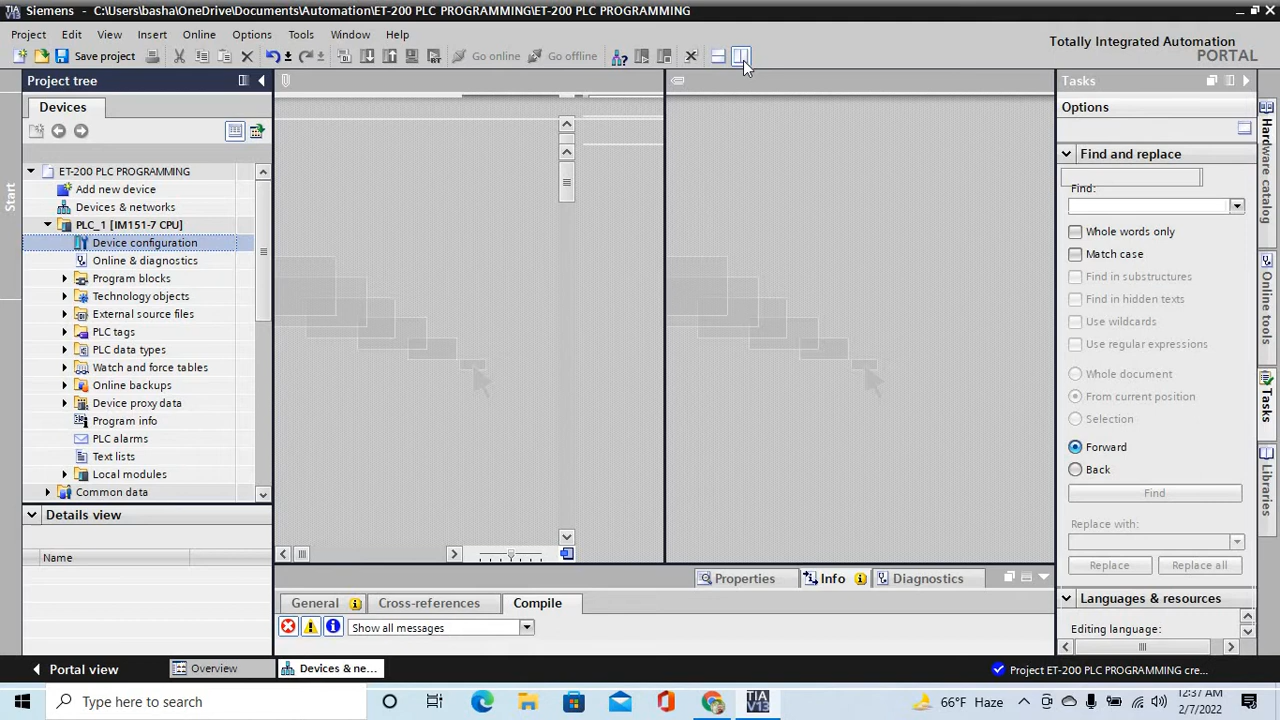 Siemens - C:\Users\basha\OneDrive\Documents\Automation\ET-200 PLC PROGRAMMING\ET-200 PLC PROGRAMMING
Project Edit View Insert Online Options Tools Window Help
Totally Integrated Automation
PORTAL
Save project Go online Go offline
Project tree
Devices
Start
ET-200 PLC PROGRAMMING
Add new device
Devices & networks
PLC_1 [IM151-7 CPU]
Device configuration
Online & diagnostics
Program blocks
Technology objects
External source files
PLC tags
PLC data types
Watch and force tables
Online backups
Device proxy data
Program info
PLC alarms
Text lists
Local modules
Common data
Details view
Name
Tasks
Options
Find and replace
Find:
Whole words only
Match case
Find in substructures
Find in hidden texts
Use wildcards
Use regular expressions
Whole document
From current position
Selection
Forward
Back
Find
Replace with:
Replace Replace all
Languages & resources
Editing language:
Hardware catalog
Online tools
Tasks
Libraries
Properties Info Diagnostics
General Cross-references Compile
Show all messages
Portal view Overview Devices & ne... Project ET-200 PLC PROGRAMMING cre...
Type here to search
TIA
V13
66°F Haze
2/7/2022